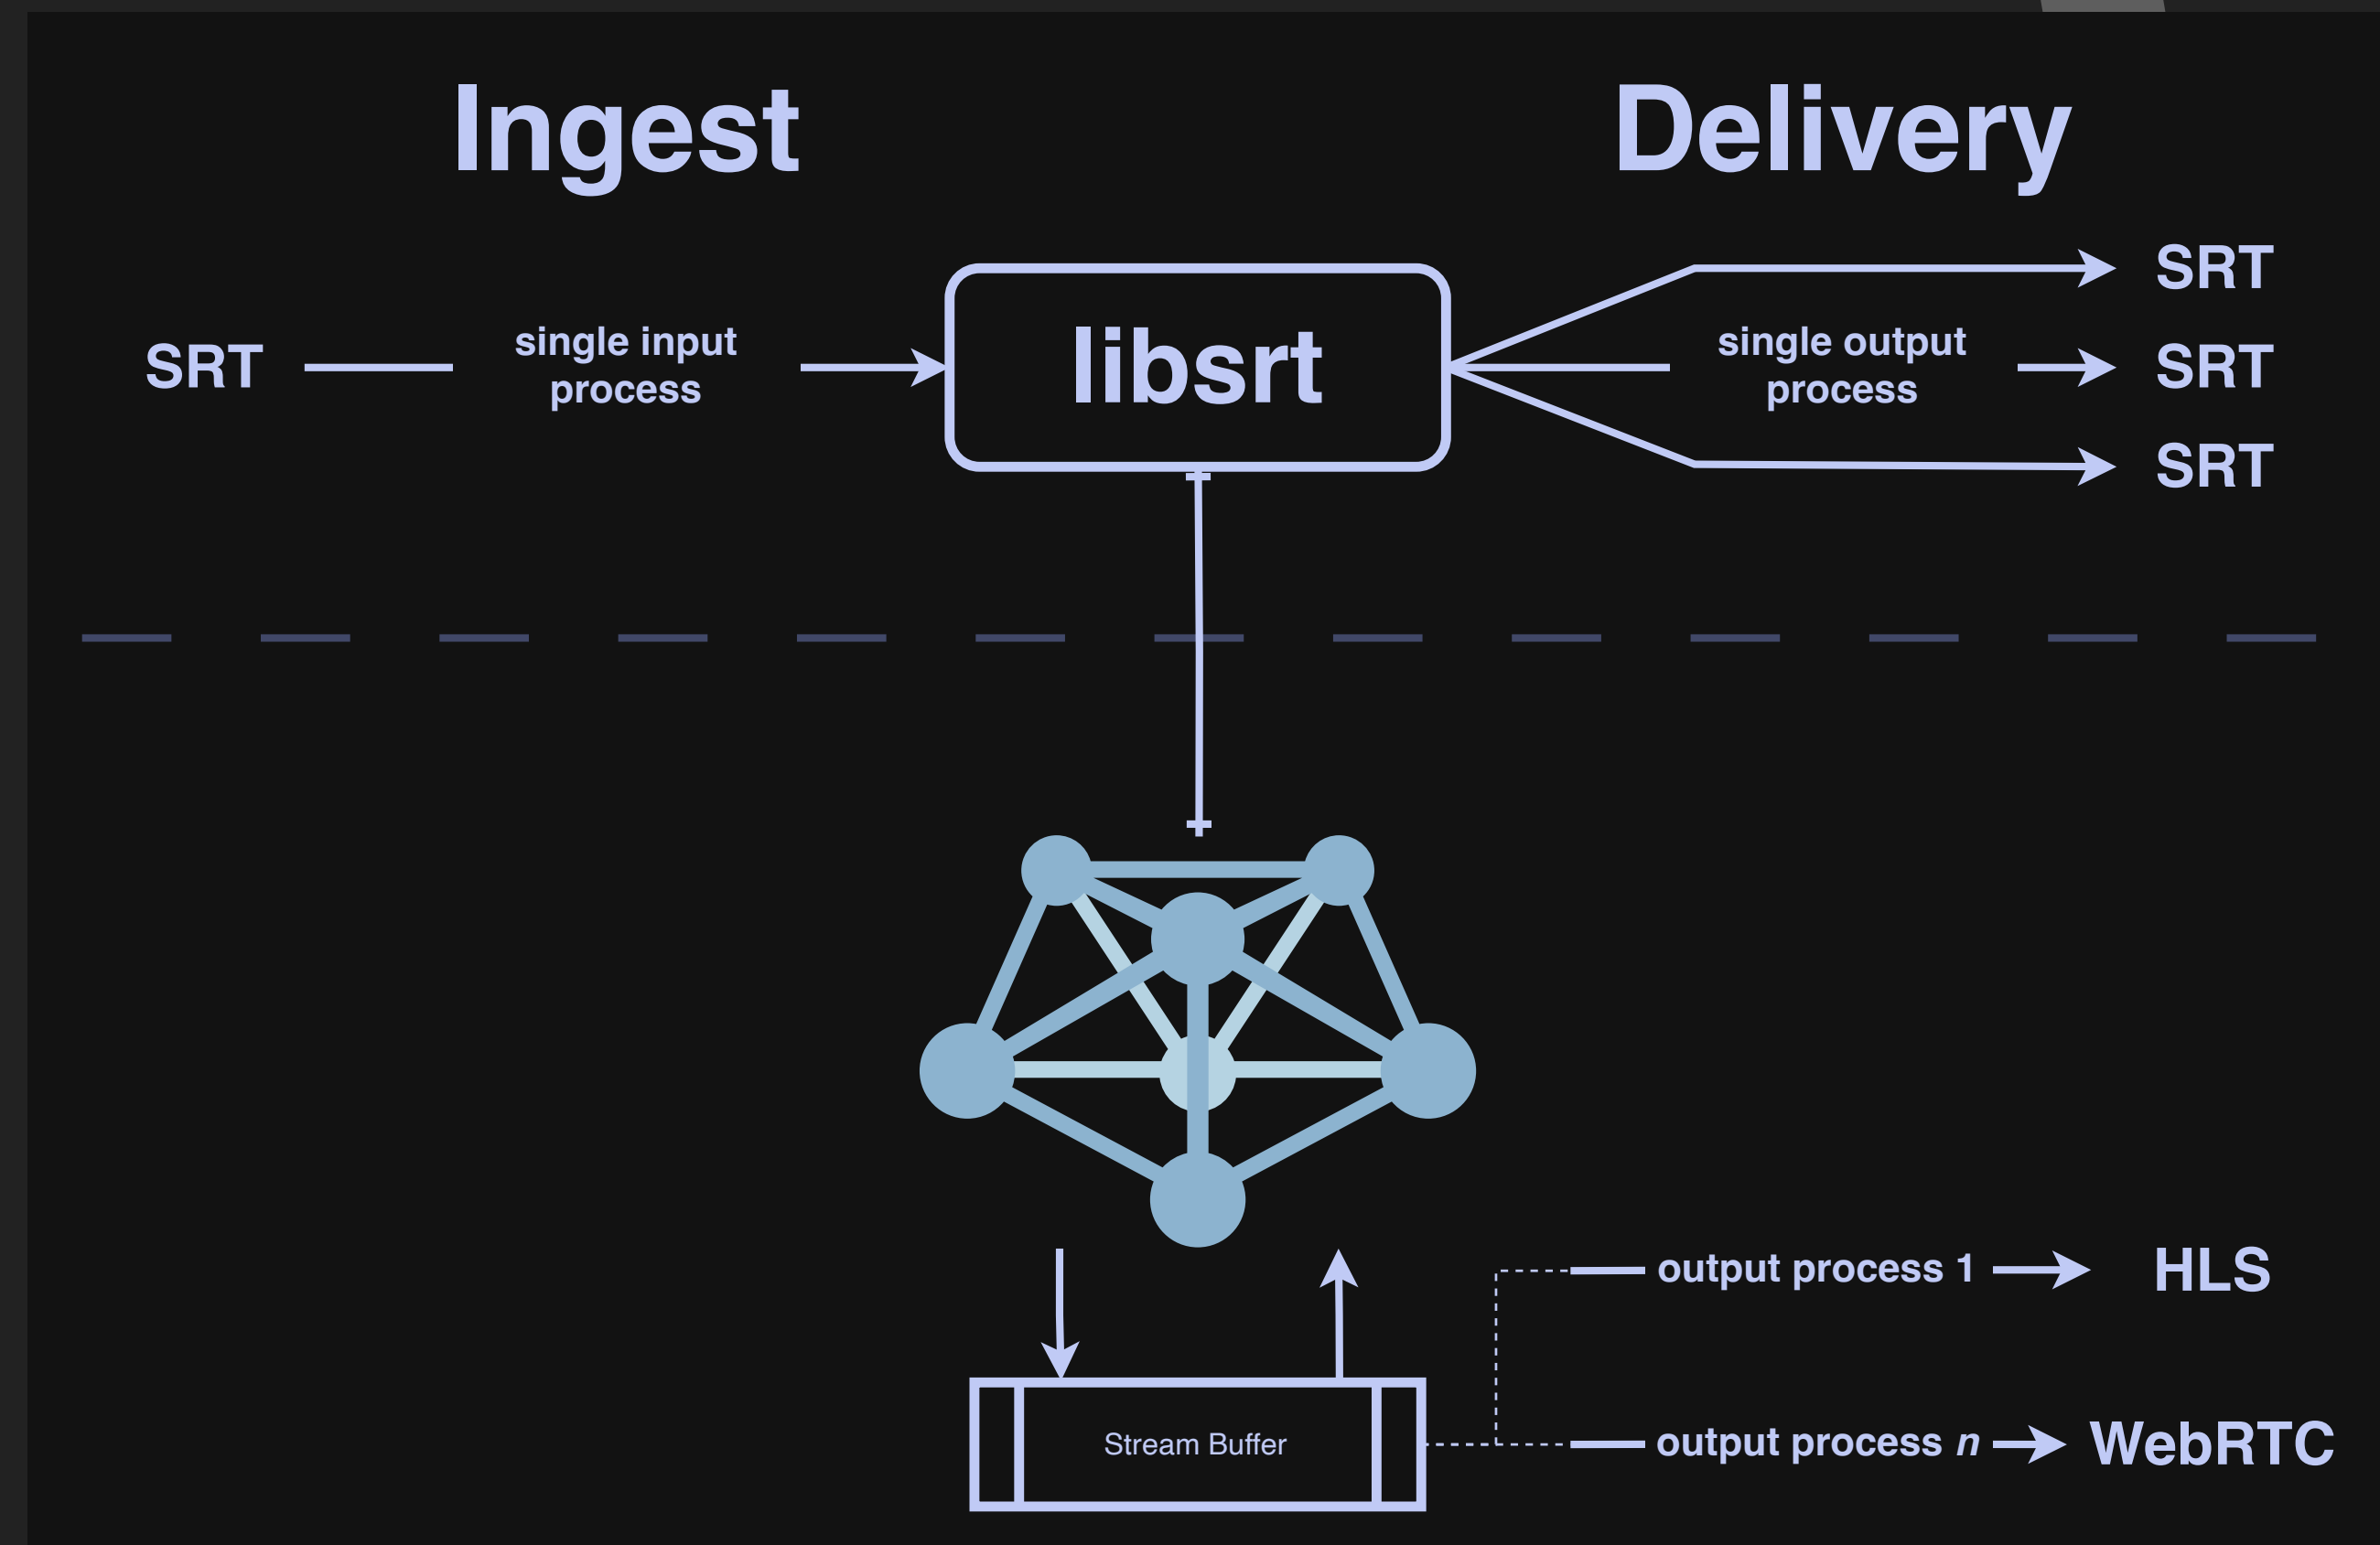 Ingest
Delivery
SRT
single input
process
libsrt
single output
process
SRT
SRT
SRT
output process 1
HLS
Stream Buffer
output process n
WebRTC